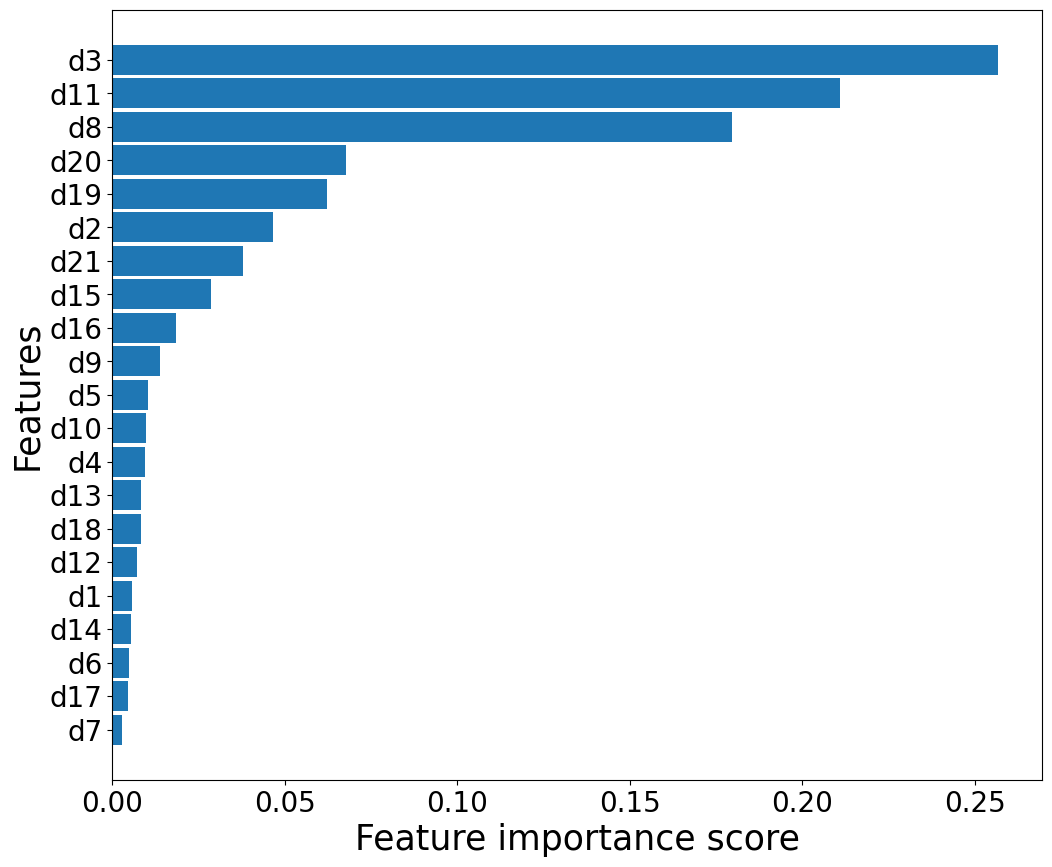 d3
d11
d8
d20
d19
d2
d21
d15
d16
d9
d5
d10
d4
d13
d18
d12
d1
d14
d6
d17
d7
Features
0.00 0.05 0.10 0.15 0.20 0.25
Feature importance score